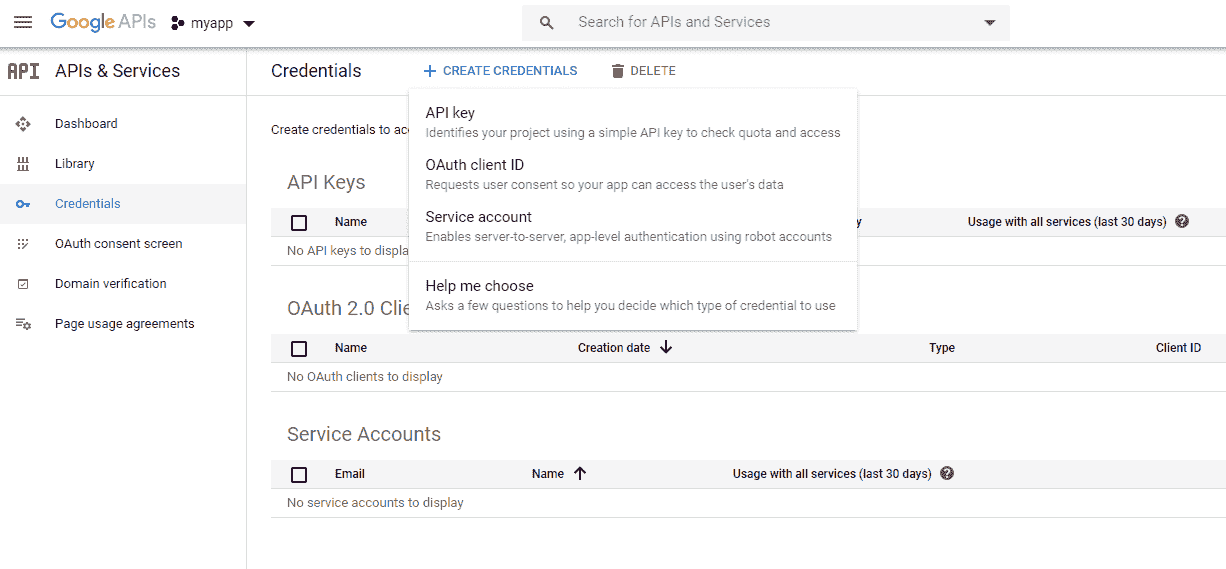 Google APIs myapp Search for APIs and Services
API APIs & Services Credentials CREATE CREDENTIALS DELETE
Dashboard
Library
Credentials
OAuth consent screen
Domain verification
Page usage agreements
API key
Identifies your project using a simple API key to check quota and access
OAuth client ID
Requests user consent so your app can access the user's data
Service account
Enables server-to-server, app-level authentication using robot accounts
Help me choose
Asks a few questions to help you decide which type of credential to use
Create credentials to ac
API Keys
Name y Usage with all services (last 30 days)
No API keys to displa
OAuth 2.0 Clie
Name Creation date Type Client ID
No OAuth clients to display
Service Accounts
Email Name Usage with all services (last 30 days)
No service accounts to display